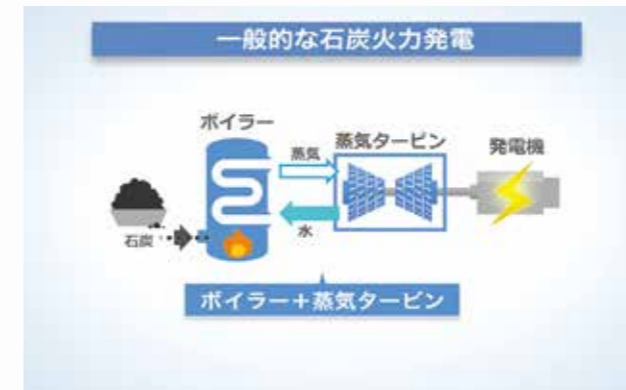 一般的な石炭火力発電
ボイラー
蒸気タービン
発電機
蒸気
石炭
水
ボイラー＋蒸気タービン